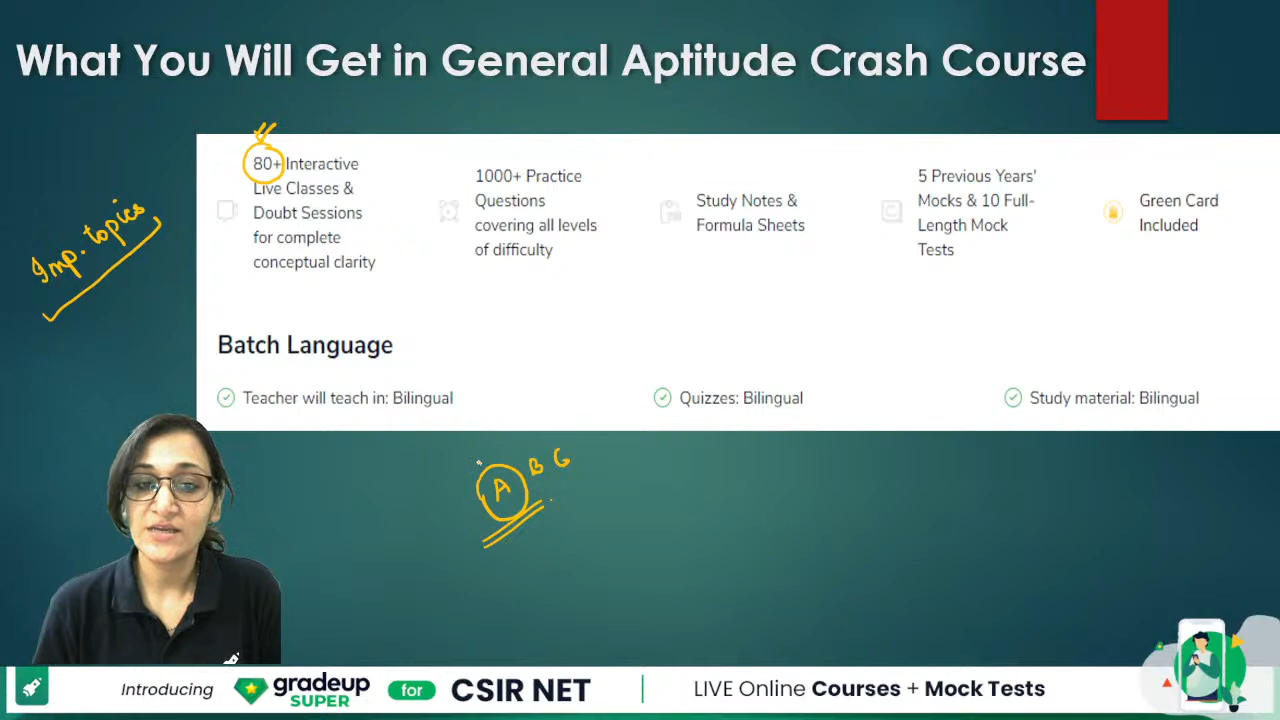 What You Will Get in General Aptitude Crash Course
80+ Interactive
Live Classes &
Doubt Sessions
for complete
conceptual clarity
1000+ Practice
Questions
covering all levels
of difficulty
Study Notes &
Formula Sheets
5 Previous Years'
Mocks & 10 Full-
Length Mock
Tests
Green Card
Included
Imp. topics
Batch Language
Teacher will teach in: Bilingual
Quizzes: Bilingual
Study material: Bilingual
A B
Introducing gradeup SUPER for CSIR NET LIVE Online Courses + Mock Tests